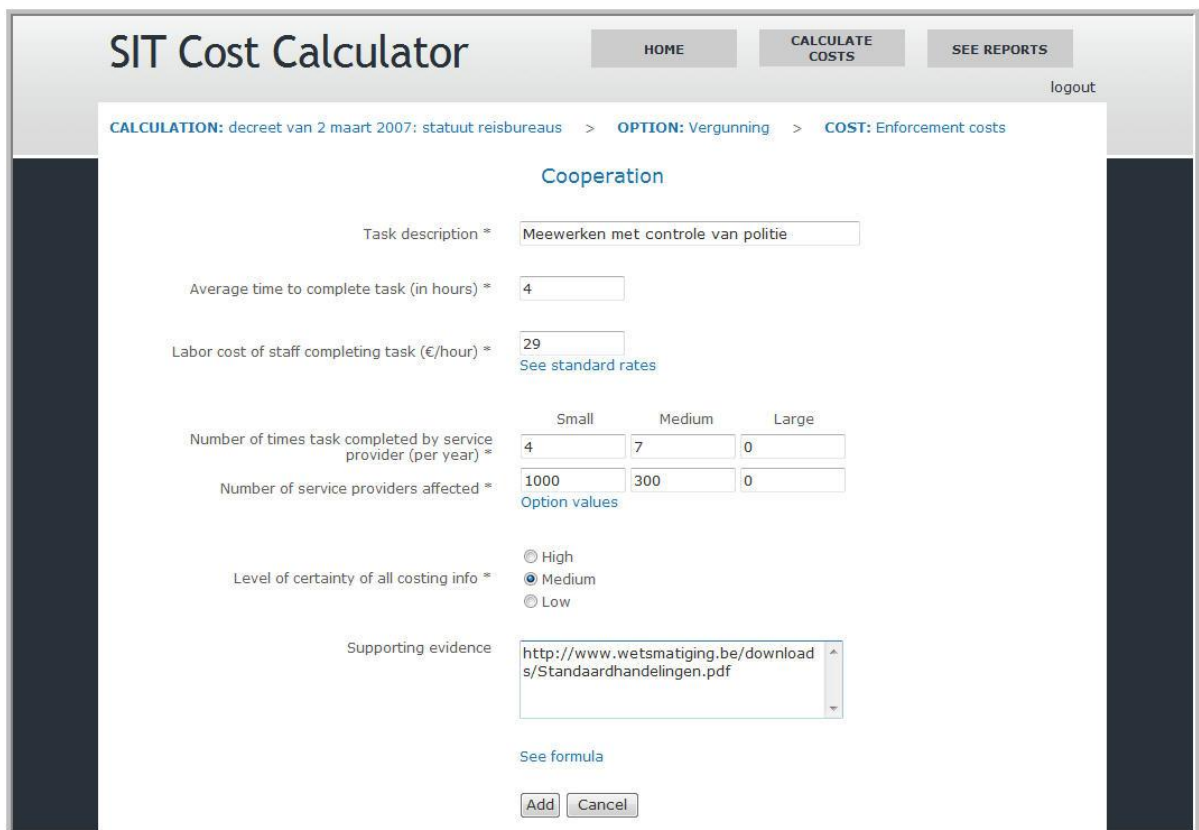 SIT Cost Calculator
HOME
CALCULATE
COSTS
SEE REPORTS
logout
CALCULATION: decreet van 2 maart 2007: statuut reisbureaus > OPTION: Vergunning > COST: Enforcement costs
Cooperation
Task description *
Meewerken met controle van politie
Average time to complete task (in hours) *
4
Labor cost of staff completing task (€/hour) *
29
See standard rates
Small Medium Large
Number of times task completed by service
provider (per year) *
4 7 0
Number of service providers affected *
1000 300 0
Option values
Level of certainty of all costing info *
High
Medium
Low
Supporting evidence
http://www.wetsmatiging.be/download
s/Standaardhandelingen.pdf
See formula
Add Cancel